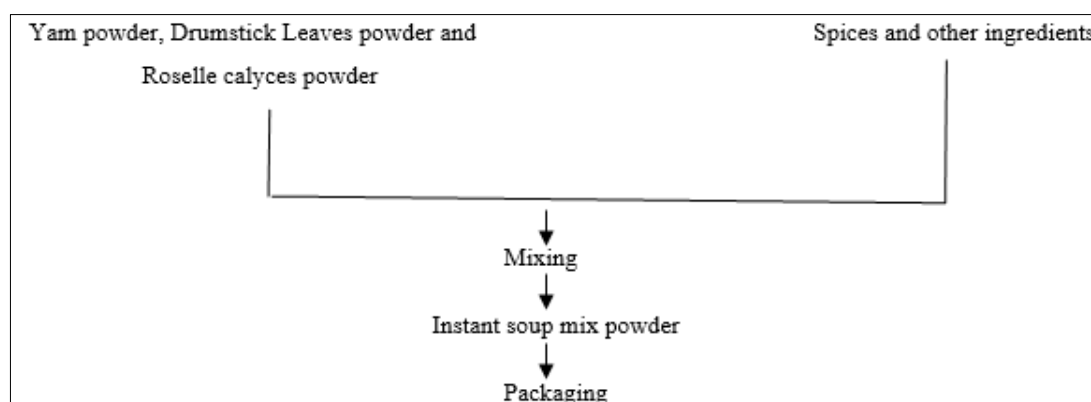 Yam powder, Drumstick Leaves powder and
Roselle calyces powder
Spices and other ingredients
Mixing
Instant soup mix powder
Packaging